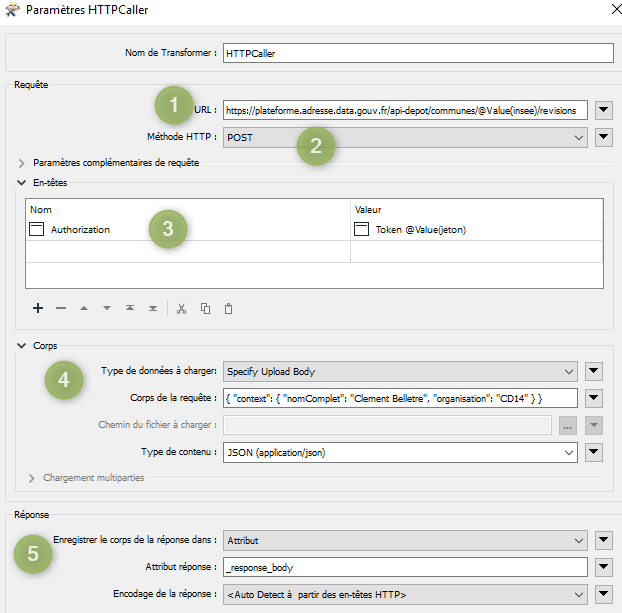 Paramètres HTTPCaller
Nom de Transformer : HTTPCaller
Requête
1 URL : https://plateforme.adresse.data.gouv.fr/api-depot/communes/@Value(insee)/revisions
Méthode HTTP : POST 2
Paramètres complémentaires de requête
En-têtes
Nom Valeur
Authorization 3 Token @Value(jeton)
Corps
4 Type de données à charger: Specify Upload Body
Corps de la requête : { "context": { "nomComplet": "Clement Belletre", "organisation": "CD14" } }
Chemin du fichier à charger : ...
Type de contenu : JSON (application/json)
Chargement multiparties
Réponse
5 Enregistrer le corps de la réponse dans : Attribut
Attribut réponse : _response_body
Encodage de la réponse : <Auto Detect à partir des en-têtes HTTP>